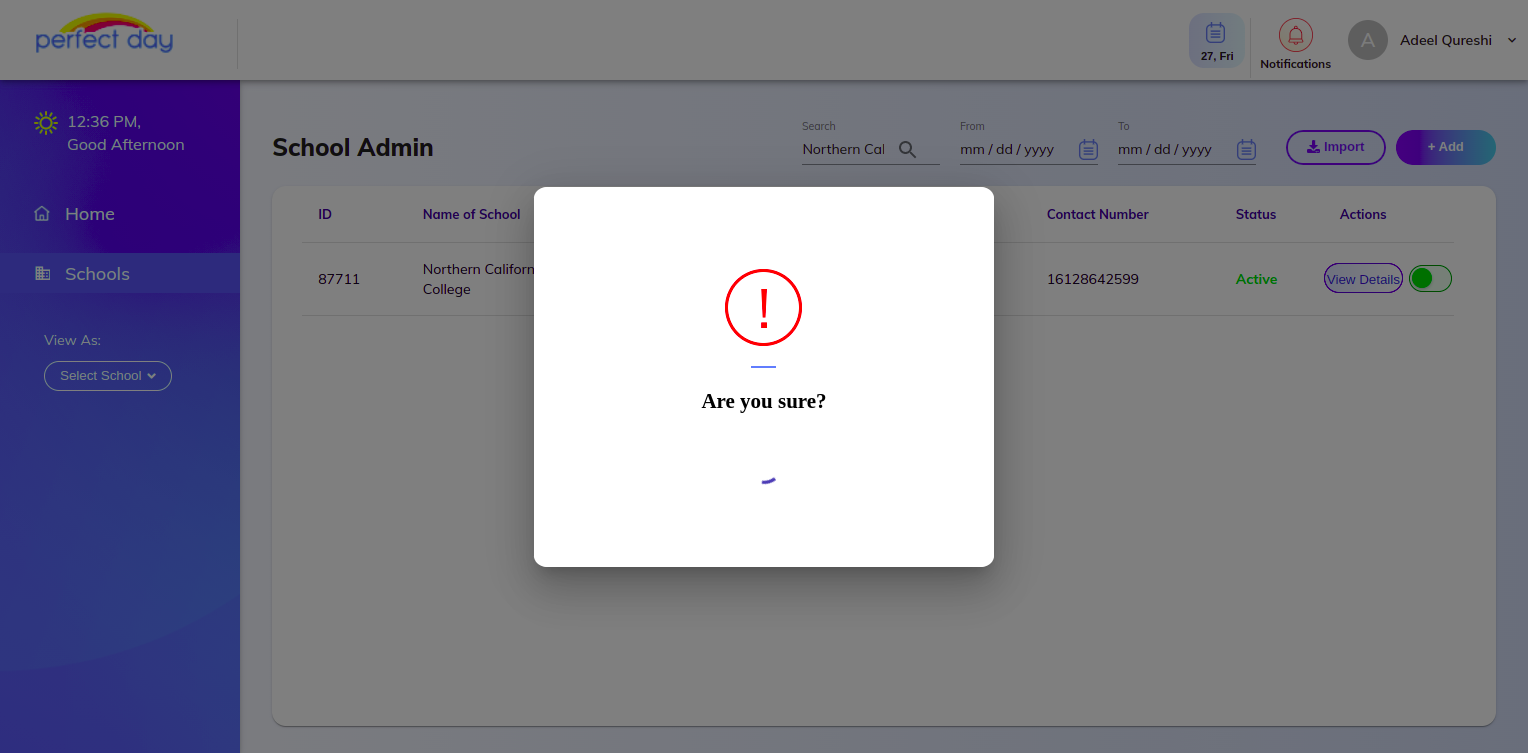 perfect day
27, Fri
Notifications
A
Adeel Qureshi
12:36 PM,
Good Afternoon
Home
Schools
View As:
Select School
School Admin
Search
Northern Cal
From
mm / dd / yyyy
To
mm / dd / yyyy
Import
+ Add
ID
Name of School
Contact Number
Status
Actions
87711
Northern Californ
College
16128642599
Active
View Details
!
Are you sure?